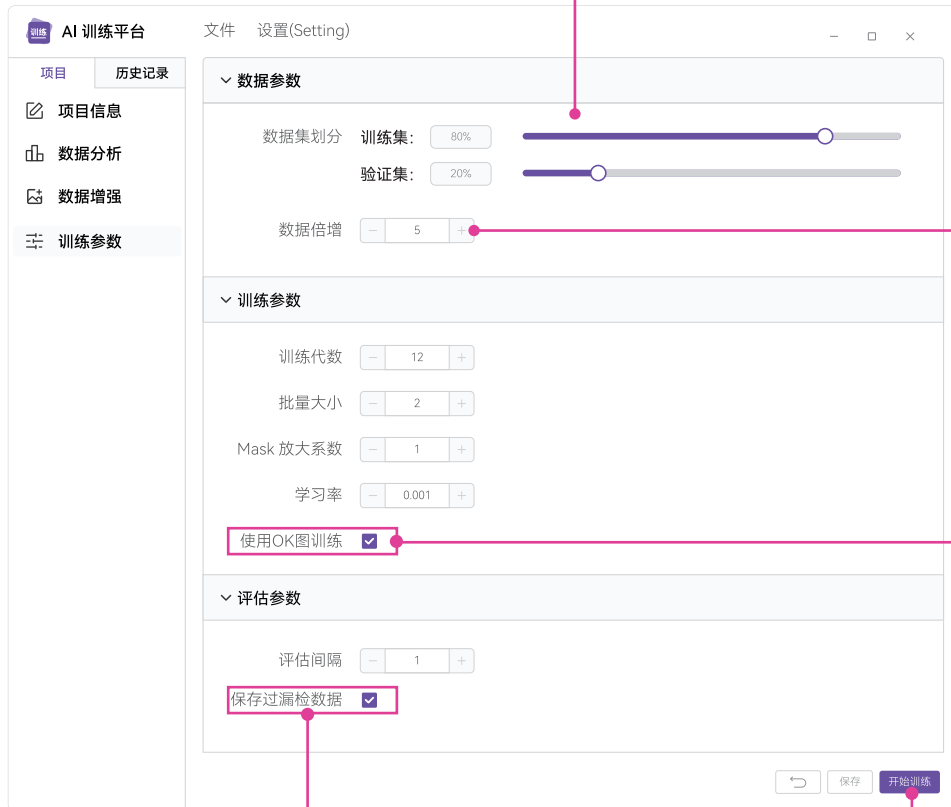 训练 AI 训练平台 文件 设置(Setting)
项目 历史记录
项目信息
数据分析
数据增强
训练参数
数据参数
数据集划分 训练集: 80%
验证集: 20%
数据倍增 − 5 +
训练参数
训练代数 − 12 +
批量大小 − 2 +
Mask 放大系数 − 1 +
学习率 − 0.001 +
使用OK图训练
评估参数
评估间隔 − 1 +
保存过漏检数据
保存 开始训练